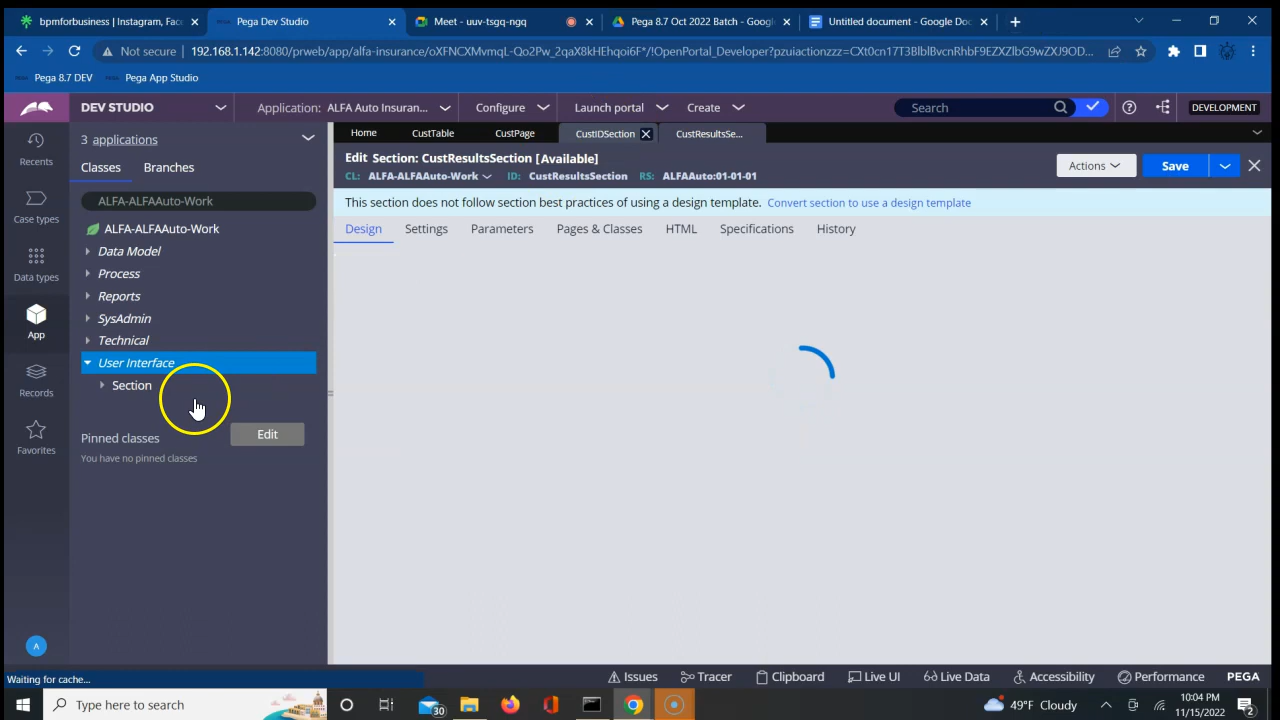 bpmforbusiness | Instagram, Fac
Pega Dev Studio
Meet - uuv-tsgq-ngq
Pega 8.7 Oct 2022 Batch - Goog
Untitled document - Google Doc
Not secure | 192.168.1.142:8080/prweb/app/alfa-insurance/oXFNCXMvmqL-Qo2Pw_2qaX8kHEhqoi6F*/!OpenPortal_Developer?pzuiactionzzz=CXt0cn17T3BlblBvcnRhbF9EZXZlbG9wZXJ9OD...
Pega 8.7 DEV
Pega App Studio
DEV STUDIO
Application: ALFA Auto Insuran...
Configure
Launch portal
Create
Search
DEVELOPMENT
3 applications
Home
CustTable
CustPage
CustIDSection
CustResultsSe...
Recents
Classes
Branches
Edit Section: CustResultsSection [Available]
Actions
Save
CL: ALFA-ALFAAuto-Work
ID: CustResultsSection
RS: ALFAAuto:01-01-01
ALFA-ALFAAuto-Work
This section does not follow section best practices of using a design template. Convert section to use a design template
Case types
ALFA-ALFAAuto-Work
Design
Settings
Parameters
Pages & Classes
HTML
Specifications
History
Data Model
Data types
Process
Reports
SysAdmin
App
Technical
User Interface
Section
Records
Pinned classes
Edit
Favorites
You have no pinned classes
A
Waiting for cache...
Issues
Tracer
Clipboard
Live UI
Live Data
Accessibility
Performance
PEGA
Type here to search
30
49°F Cloudy
10:04 PM
11/15/2022
2